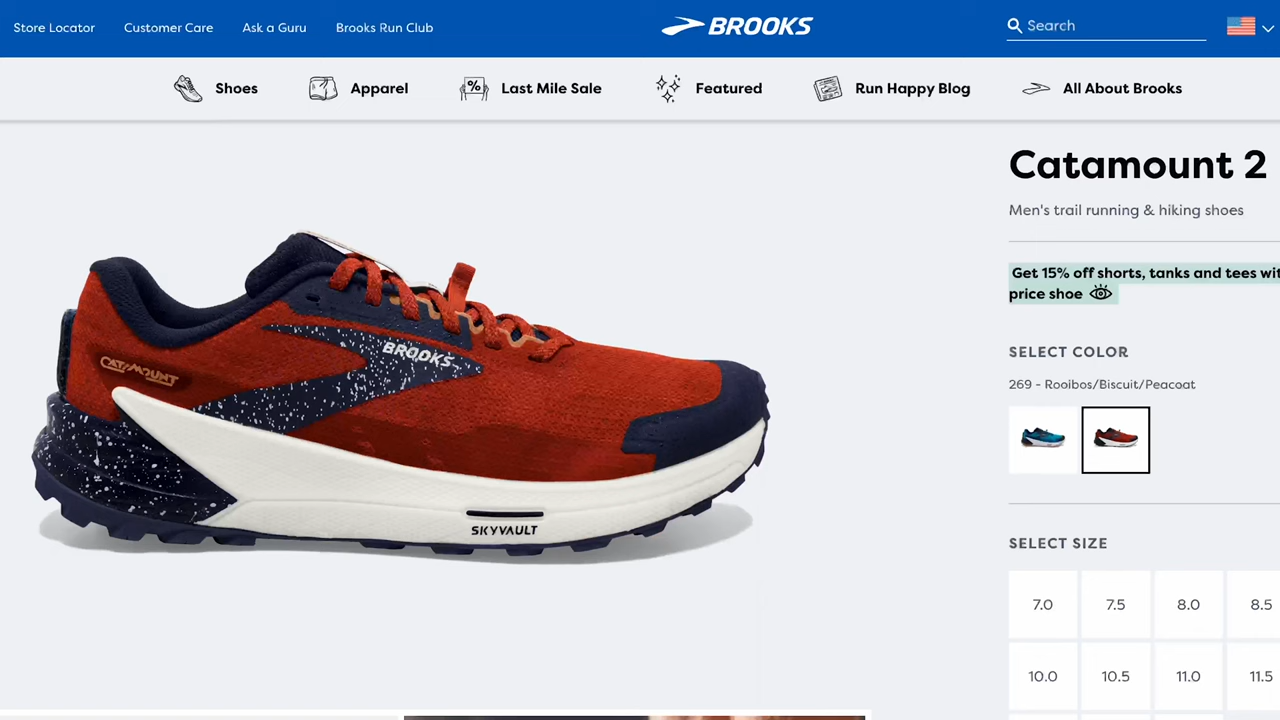 Store Locator
Customer Care
Ask a Guru
Brooks Run Club
BROOKS
Search
Shoes
Apparel
%
Last Mile Sale
Featured
Run Happy Blog
All About Brooks
Catamount 2
Men's trail running & hiking shoes
Get 15% off shorts, tanks and tees wit
price shoe
SELECT COLOR
269 - Rooibos/Biscuit/Peacoat
SELECT SIZE
7.0
7.5
8.0
8.5
10.0
10.5
11.0
11.5
BROOKS
CATAMOUNT
SKYVAULT